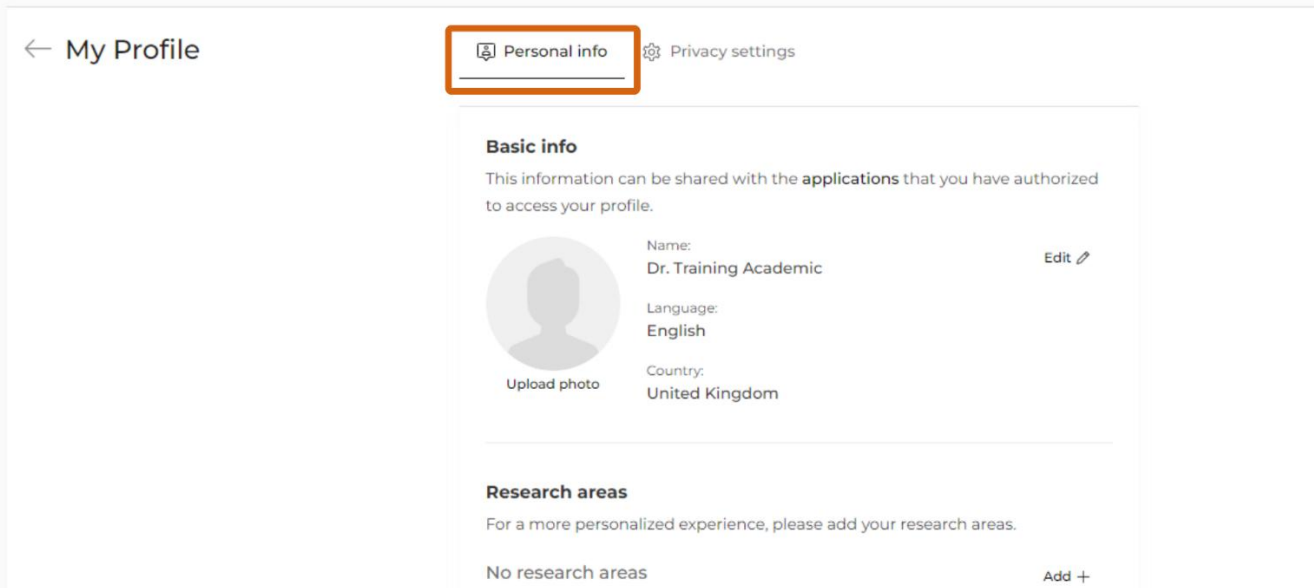 My Profile
Personal info
Privacy settings
Basic info
This information can be shared with the applications that you have authorized
to access your profile.
Name:
Dr. Training Academic
Edit
Language:
English
Country:
United Kingdom
Upload photo
Research areas
For a more personalized experience, please add your research areas.
No research areas
Add +